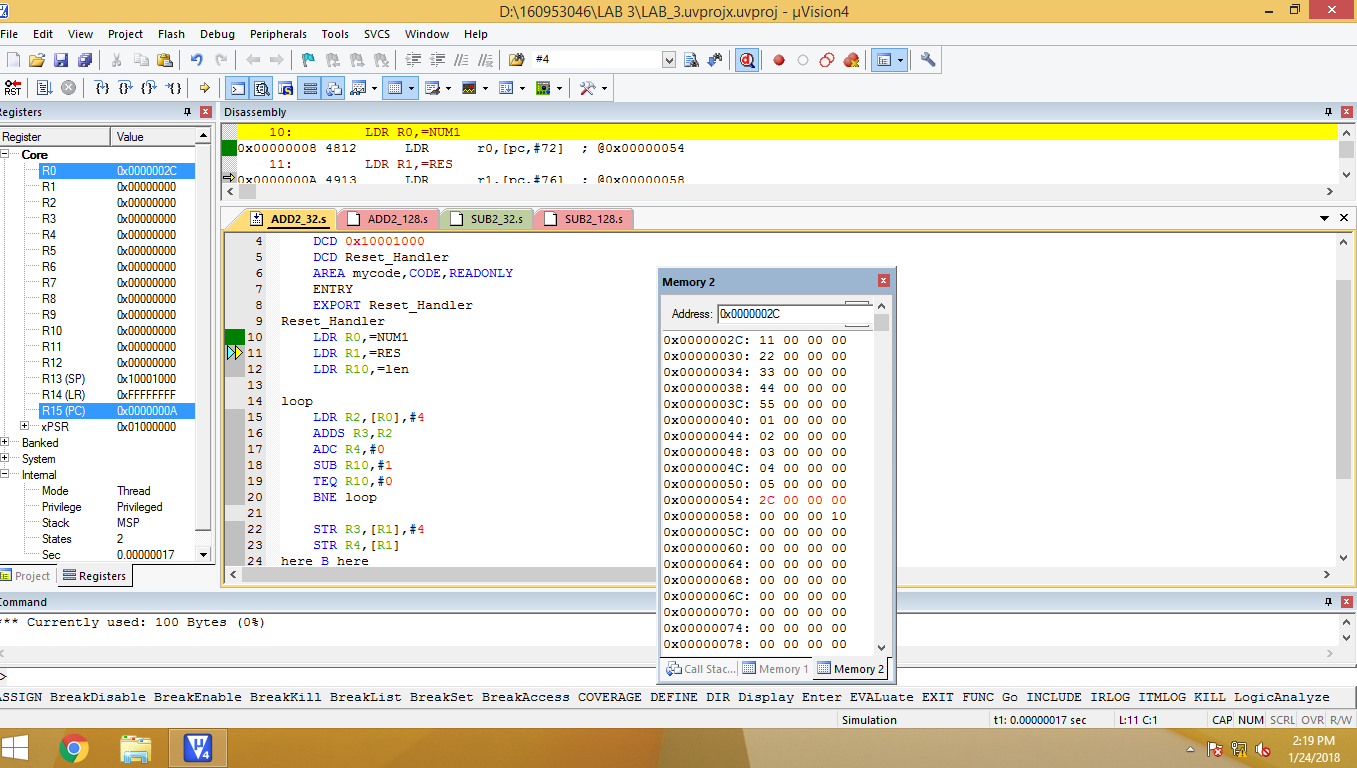 D:\160953046\LAB 3\LAB_3.uvprojx.uvproj - µVision4
File Edit View Project Flash Debug Peripherals Tools SVCS Window Help
#4
RST
Registers
Register Value
Core
R0 0x0000002C
R1 0x00000000
R2 0x00000000
R3 0x00000000
R4 0x00000000
R5 0x00000000
R6 0x00000000
R7 0x00000000
R8 0x00000000
R9 0x00000000
R10 0x00000000
R11 0x00000000
R12 0x00000000
R13 (SP) 0x10001000
R14 (LR) 0xFFFFFFFF
R15 (PC) 0x0000000A
xPSR 0x01000000
Banked
System
Internal
Mode Thread
Privilege Privileged
Stack MSP
States 2
Sec 0.00000017
Project Registers
Disassembly
10: LDR R0,=NUM1
0x00000008 4812 LDR r0,[pc,#72] ; @0x00000054
11: LDR R1,=RES
0x0000000A 4913 LDR r1,[pc,#76] ; @0x00000058
ADD2_32.s ADD2_128.s SUB2_32.s SUB2_128.s
4 DCD 0x10001000
5 DCD Reset_Handler
6 AREA mycode,CODE,READONLY
7 ENTRY
8 EXPORT Reset_Handler
9 Reset_Handler
10 LDR R0,=NUM1
11 LDR R1,=RES
12 LDR R10,=len
13
14 loop
15 LDR R2,[R0],#4
16 ADDS R3,R2
17 ADC R4,#0
18 SUB R10,#1
19 TEQ R10,#0
20 BNE loop
21
22 STR R3,[R1],#4
23 STR R4,[R1]
24 here B here
Memory 2
Address: 0x0000002C
0x0000002C: 11 00 00 00
0x00000030: 22 00 00 00
0x00000034: 33 00 00 00
0x00000038: 44 00 00 00
0x0000003C: 55 00 00 00
0x00000040: 01 00 00 00
0x00000044: 02 00 00 00
0x00000048: 03 00 00 00
0x0000004C: 04 00 00 00
0x00000050: 05 00 00 00
0x00000054: 2C 00 00 00
0x00000058: 00 00 00 10
0x0000005C: 00 00 00 00
0x00000060: 00 00 00 00
0x00000064: 00 00 00 00
0x00000068: 00 00 00 00
0x0000006C: 00 00 00 00
0x00000070: 00 00 00 00
0x00000074: 00 00 00 00
0x00000078: 00 00 00 00
Call Stac... Memory 1 Memory 2
Command
*** Currently used: 100 Bytes (0%)
>
ASSIGN BreakDisable BreakEnable BreakKill BreakList BreakSet BreakAccess COVERAGE DEFINE DIR Display Enter EVALuate EXIT FUNC Go INCLUDE IRLOG ITMLOG KILL LogicAnalyze
Simulation t1: 0.00000017 sec L:11 C:1 CAP NUM SCRL OVR R/W
2:19 PM
1/24/2018